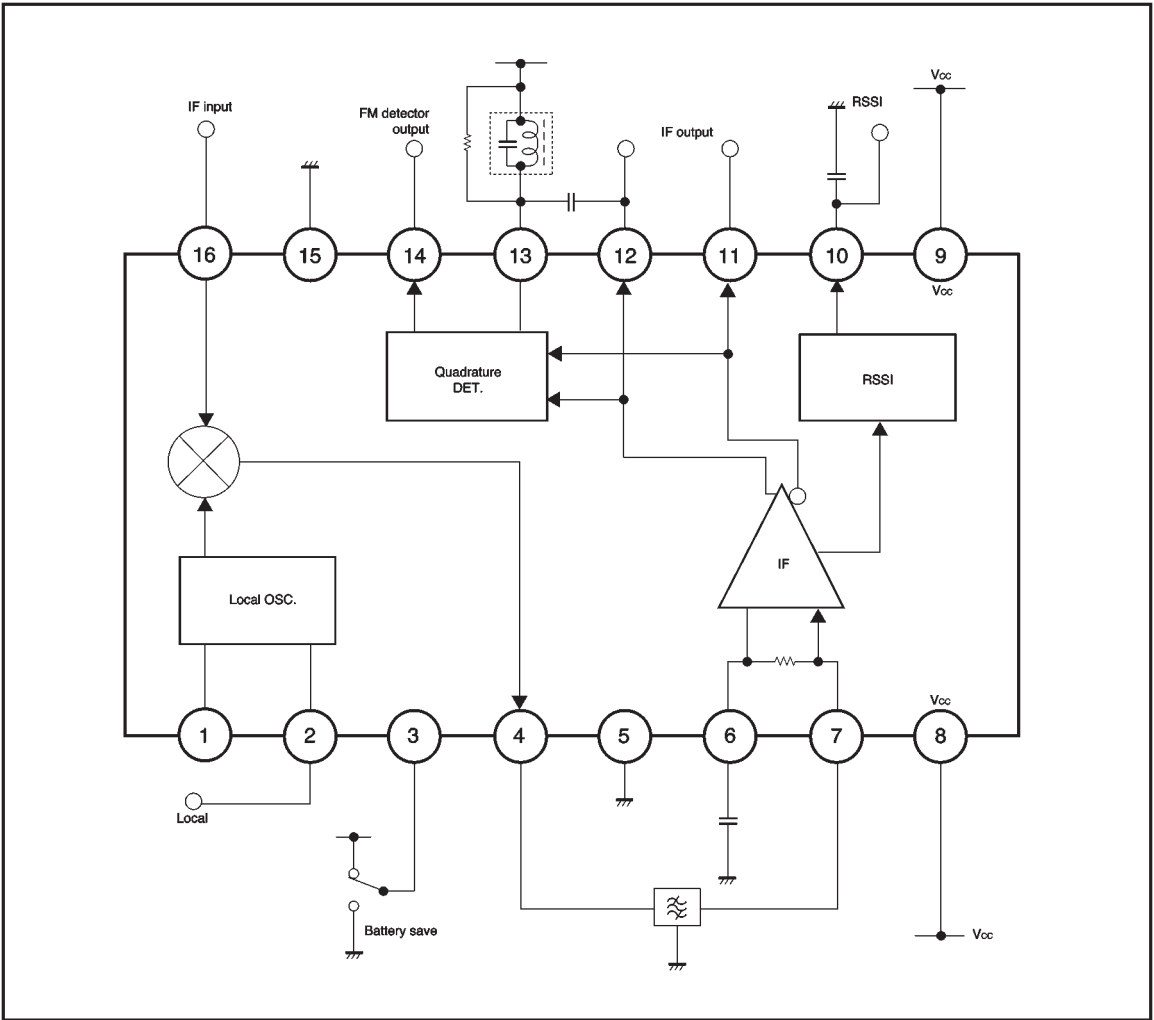 Vcc
IF input
FM detector
output
IF output
RSSI
16
15
14
13
12
11
10
9
Vcc
Quadrature
DET.
RSSI
IF
Local OSC.
Vcc
1
2
3
4
5
6
7
8
Local
Battery save
Vcc